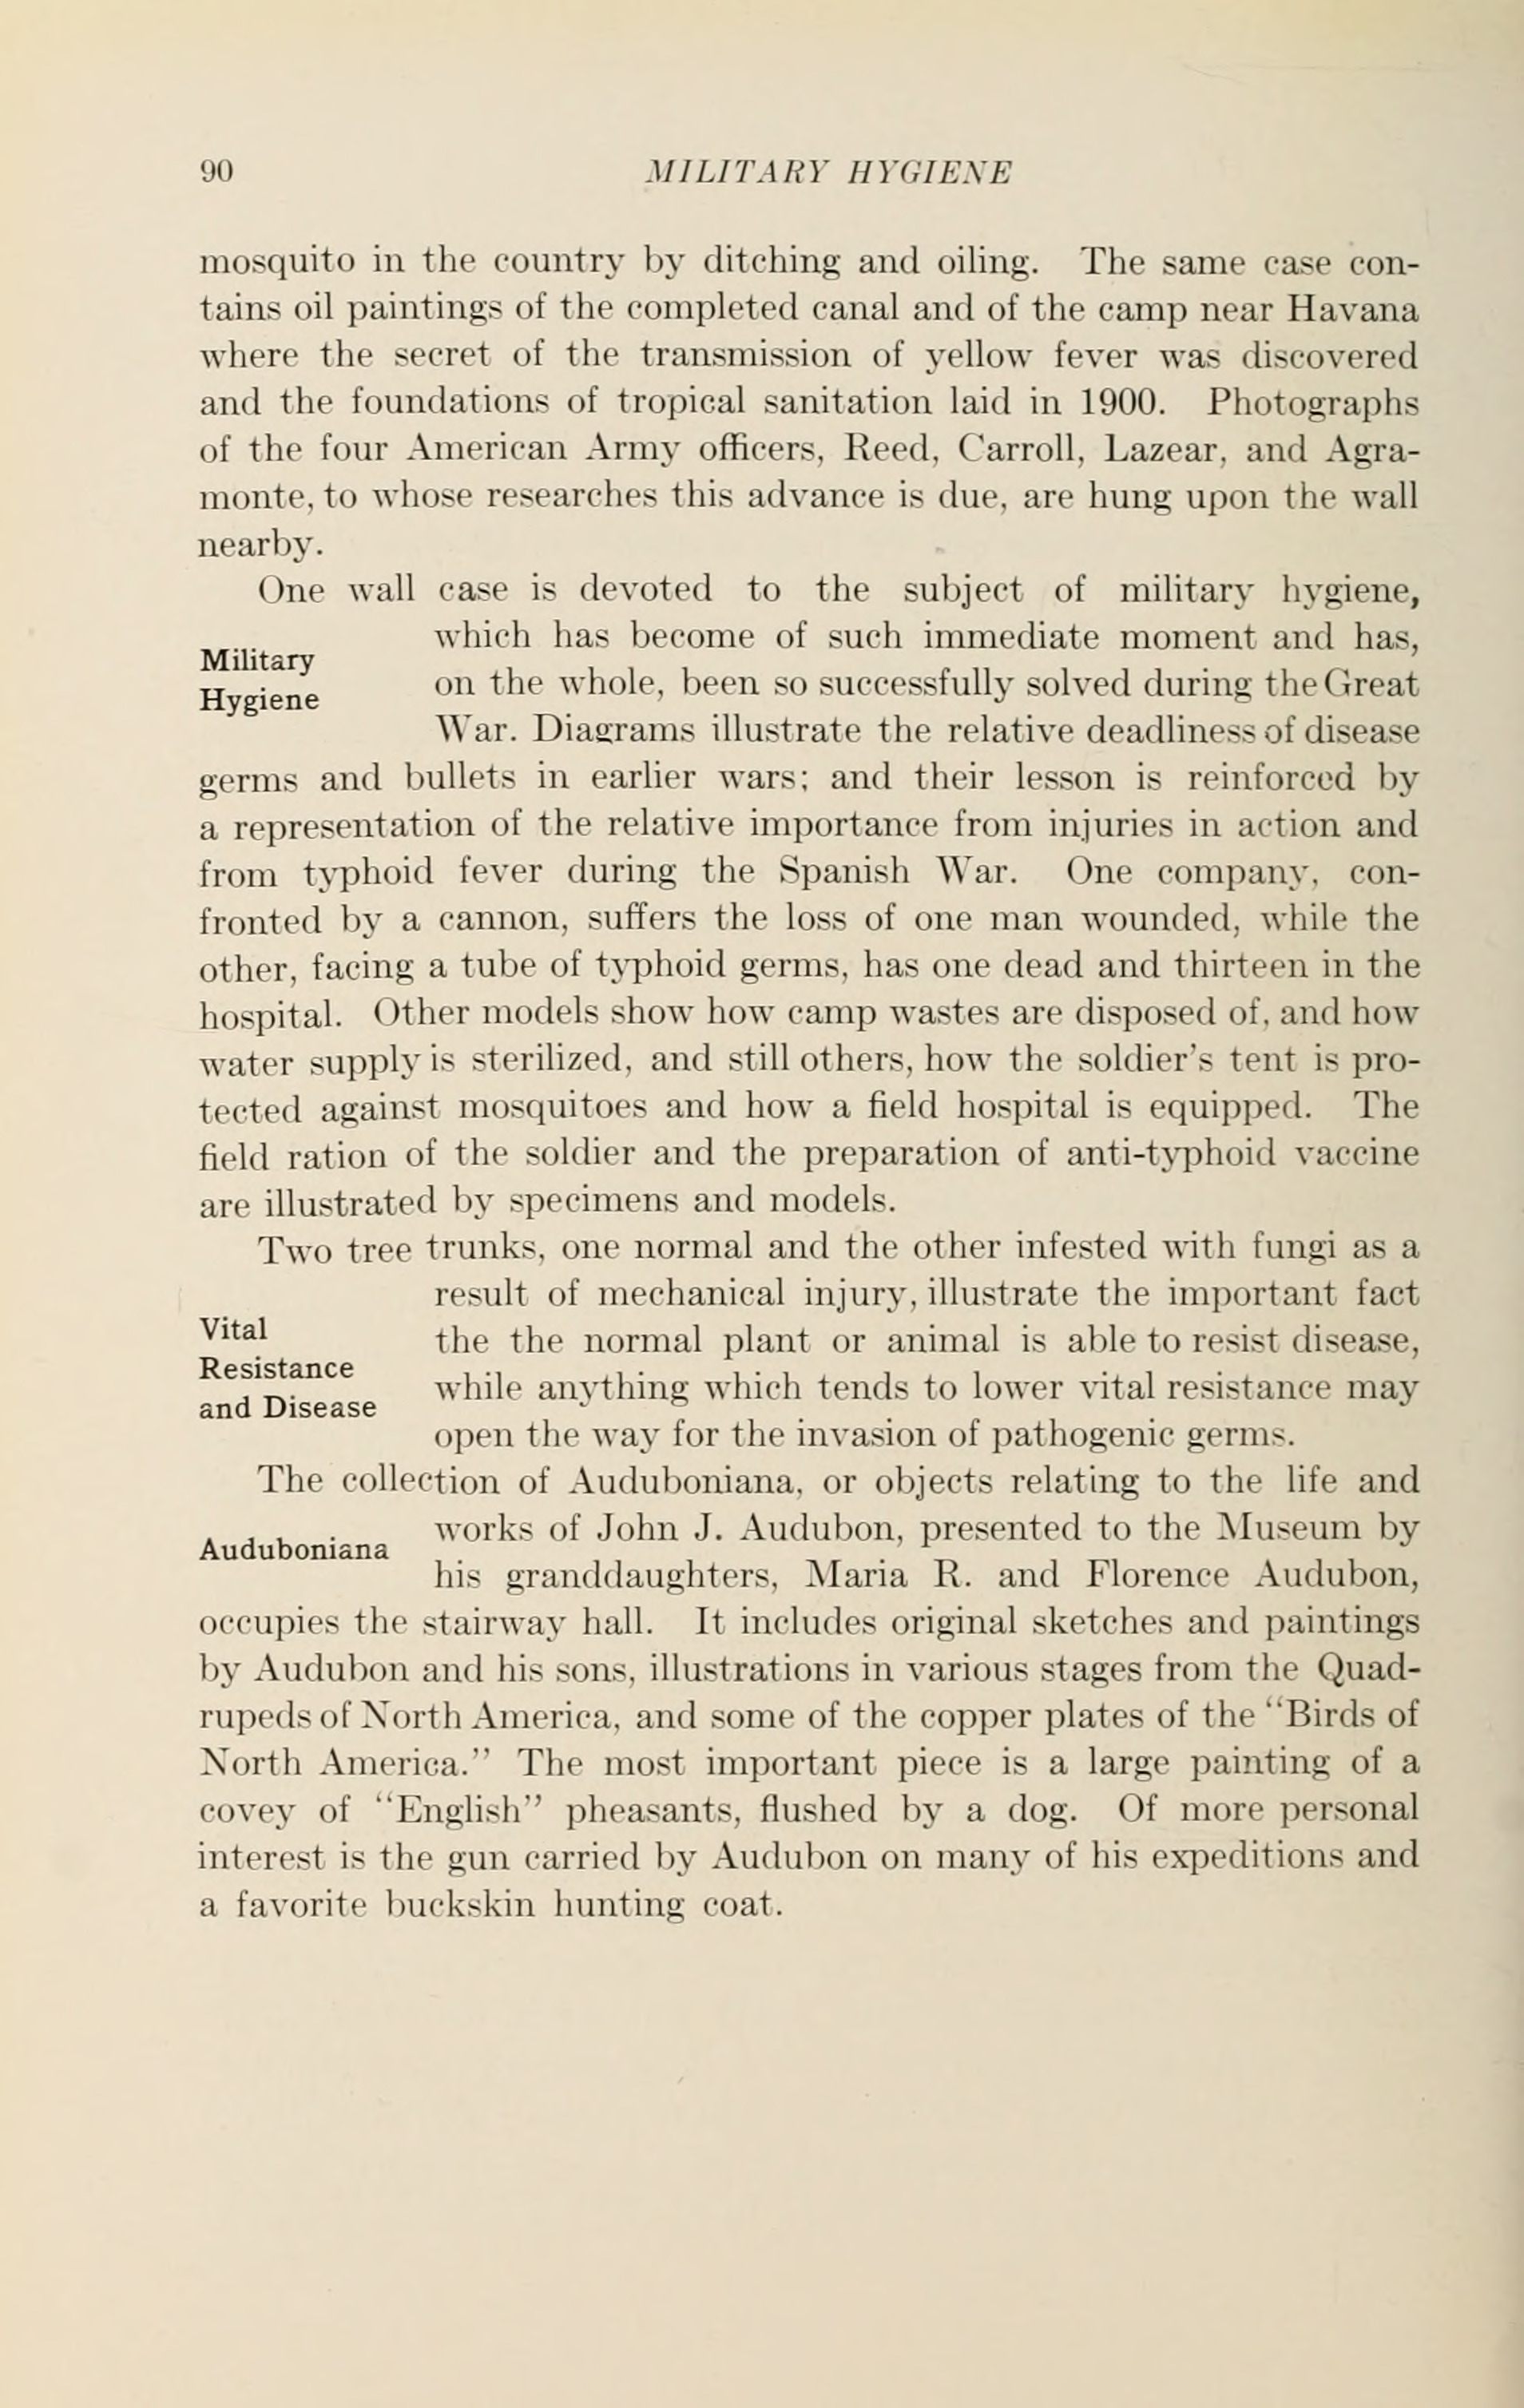 90
MILITARY HYGIENE
mosquito in the country by ditching and oiling. The same case con-
tains oil paintings of the completed canal and of the camp near Havana
where the secret of the transmission of yellow fever was discovered
and the foundations of tropical sanitation laid in 1900. Photographs
of the four American Army officers, Reed, Carroll, Lazear, and Agra-
monte, to whose researches this advance is due, are hung upon the wall
nearby.
One wall case is devoted to the subject of military hygiene,
Military
Hygiene
which has become of such immediate moment and has,
on the whole, been so successfully solved during the Great
War. Diagrams illustrate the relative deadliness of disease
germs and bullets in earlier wars; and their lesson is reinforced by
a representation of the relative importance from injuries in action and
from typhoid fever during the Spanish War. One company, con-
fronted by a cannon, suffers the loss of one man wounded, while the
other, facing a tube of typhoid germs, has one dead and thirteen in the
hospital. Other models show how camp wastes are disposed of, and how
water supply is sterilized, and still others, how the soldier's tent is pro-
tected against mosquitoes and how a field hospital is equipped. The
field ration of the soldier and the preparation of anti-typhoid vaccine
are illustrated by specimens and models.
Two tree trunks, one normal and the other infested with fungi as a
Vital
Resistance
and Disease
result of mechanical injury, illustrate the important fact
the the normal plant or animal is able to resist disease,
while anything which tends to lower vital resistance may
open the way for the invasion of pathogenic germs.
The collection of Auduboniana, or objects relating to the life and
Auduboniana
works of John J. Audubon, presented to the Museum by
his granddaughters, Maria R. and Florence Audubon,
occupies the stairway hall. It includes original sketches and paintings
by Audubon and his sons, illustrations in various stages from the Quad-
rupeds of North America, and some of the copper plates of the "Birds of
North America." The most important piece is a large painting of a
covey of "English" pheasants, flushed by a dog. Of more personal
interest is the gun carried by Audubon on many of his expeditions and
a favorite buckskin hunting coat.